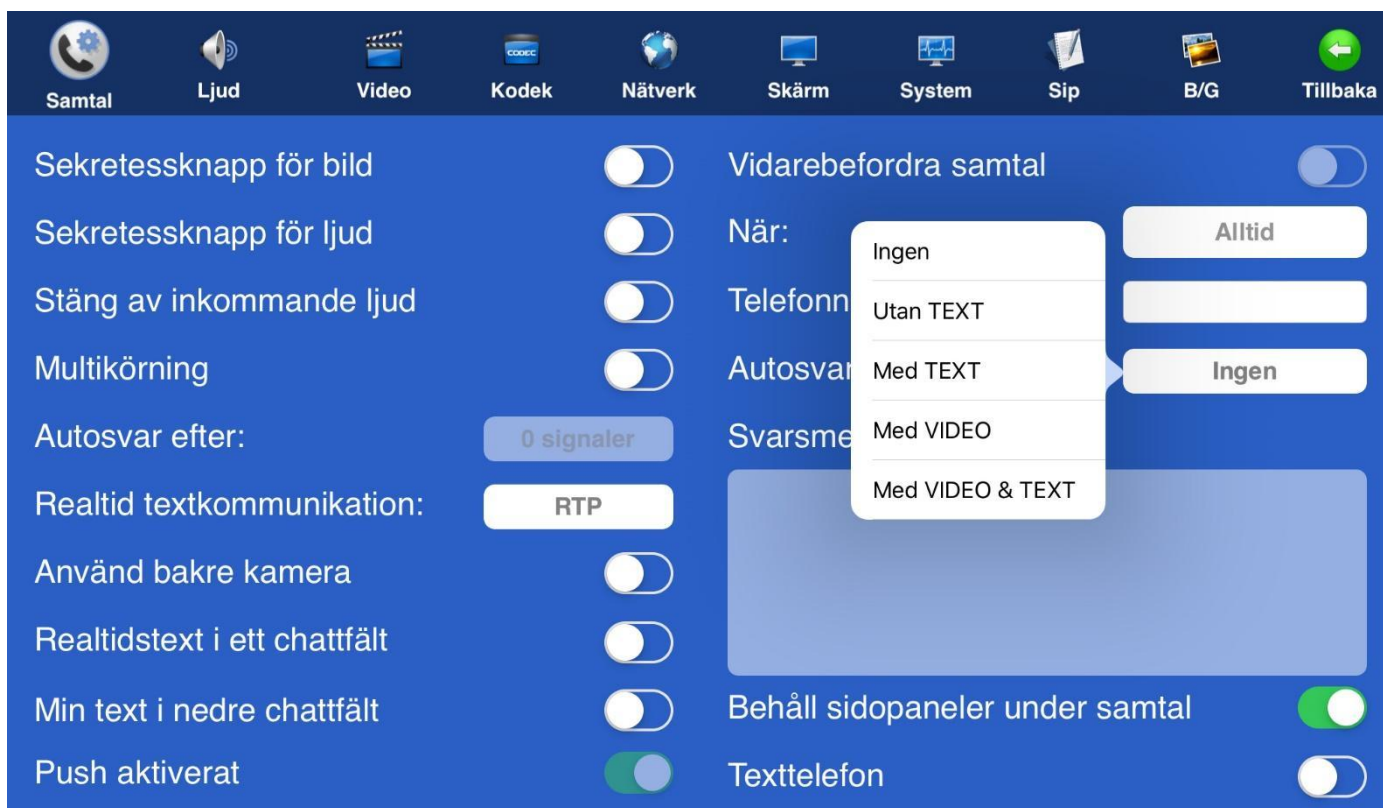 CODEC
Samtal
Ljud
Video
Kodek
Nätverk
Skärm
System
Sip
B/G
Tillbaka
Sekretessknapp för bild
Sekretessknapp för ljud
Stäng av inkommande ljud
Multikörning
Autosvar efter:
0 signaler
Realtid textkommunikation:
RTP
Använd bakre kamera
Realtidstext i ett chattfält
Min text i nedre chattfält
Push aktiverat
Vidarebefordra samtal
När:
Alltid
Telefonn
Autosvar
Ingen
Svarsme
Ingen
Utan TEXT
Med TEXT
Med VIDEO
Med VIDEO & TEXT
Behåll sidopaneler under samtal
Texttelefon